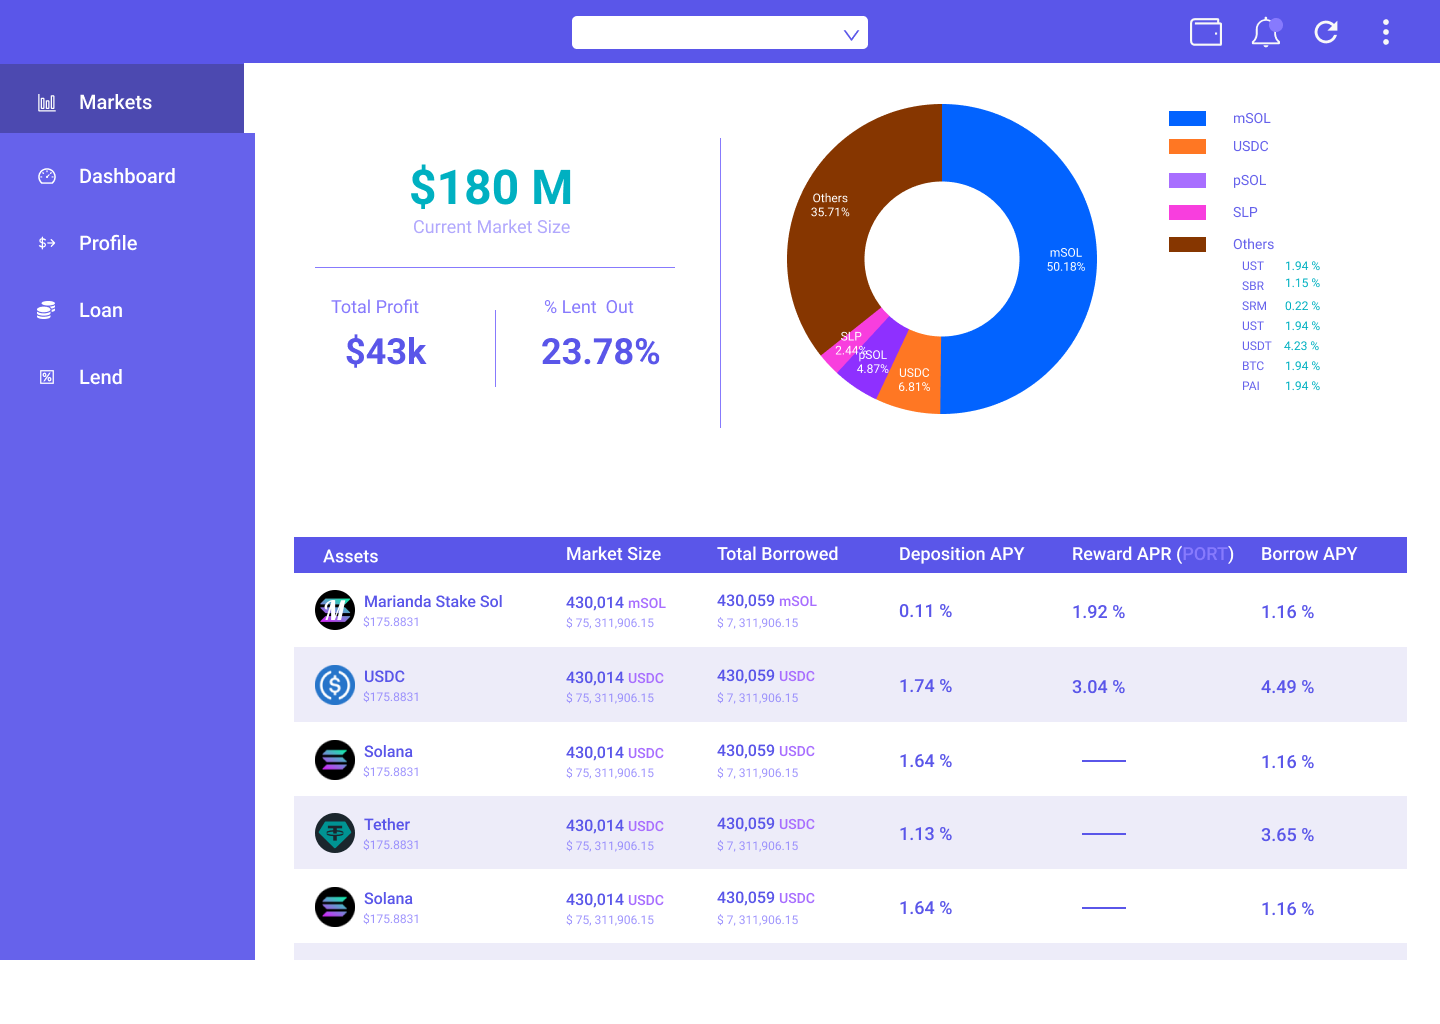 Markets
Dashboard
Profile
Loan
Lend
$180 M
Current Market Size
Total Profit
$43k
% Lent Out
23.78%
Others
35.71%
mSOL
50.18%
SLP
2.44%
pSOL
4.87%
USDC
6.81%
mSOL
USDC
pSOL
SLP
Others
UST 1.94 %
SBR 1.15 %
SRM 0.22 %
UST 1.94 %
USDT 4.23 %
BTC 1.94 %
PAI 1.94 %
Assets Market Size Total Borrowed Deposition APY Reward APR (PORT) Borrow APY
Marianda Stake Sol 430,014 mSOL 430,059 mSOL 0.11 % 1.92 % 1.16 %
$175.8831 $ 75, 311,906.15 $ 7, 311,906.15
USDC 430,014 USDC 430,059 USDC 1.74 % 3.04 % 4.49 %
$175.8831 $ 75, 311,906.15 $ 7, 311,906.15
Solana 430,014 USDC 430,059 USDC 1.64 % 1.16 %
$175.8831 $ 75, 311,906.15 $ 7, 311,906.15
Tether 430,014 USDC 430,059 USDC 1.13 % 3.65 %
$175.8831 $ 75, 311,906.15 $ 7, 311,906.15
Solana 430,014 USDC 430,059 USDC 1.64 % 1.16 %
$175.8831 $ 75, 311,906.15 $ 7, 311,906.15